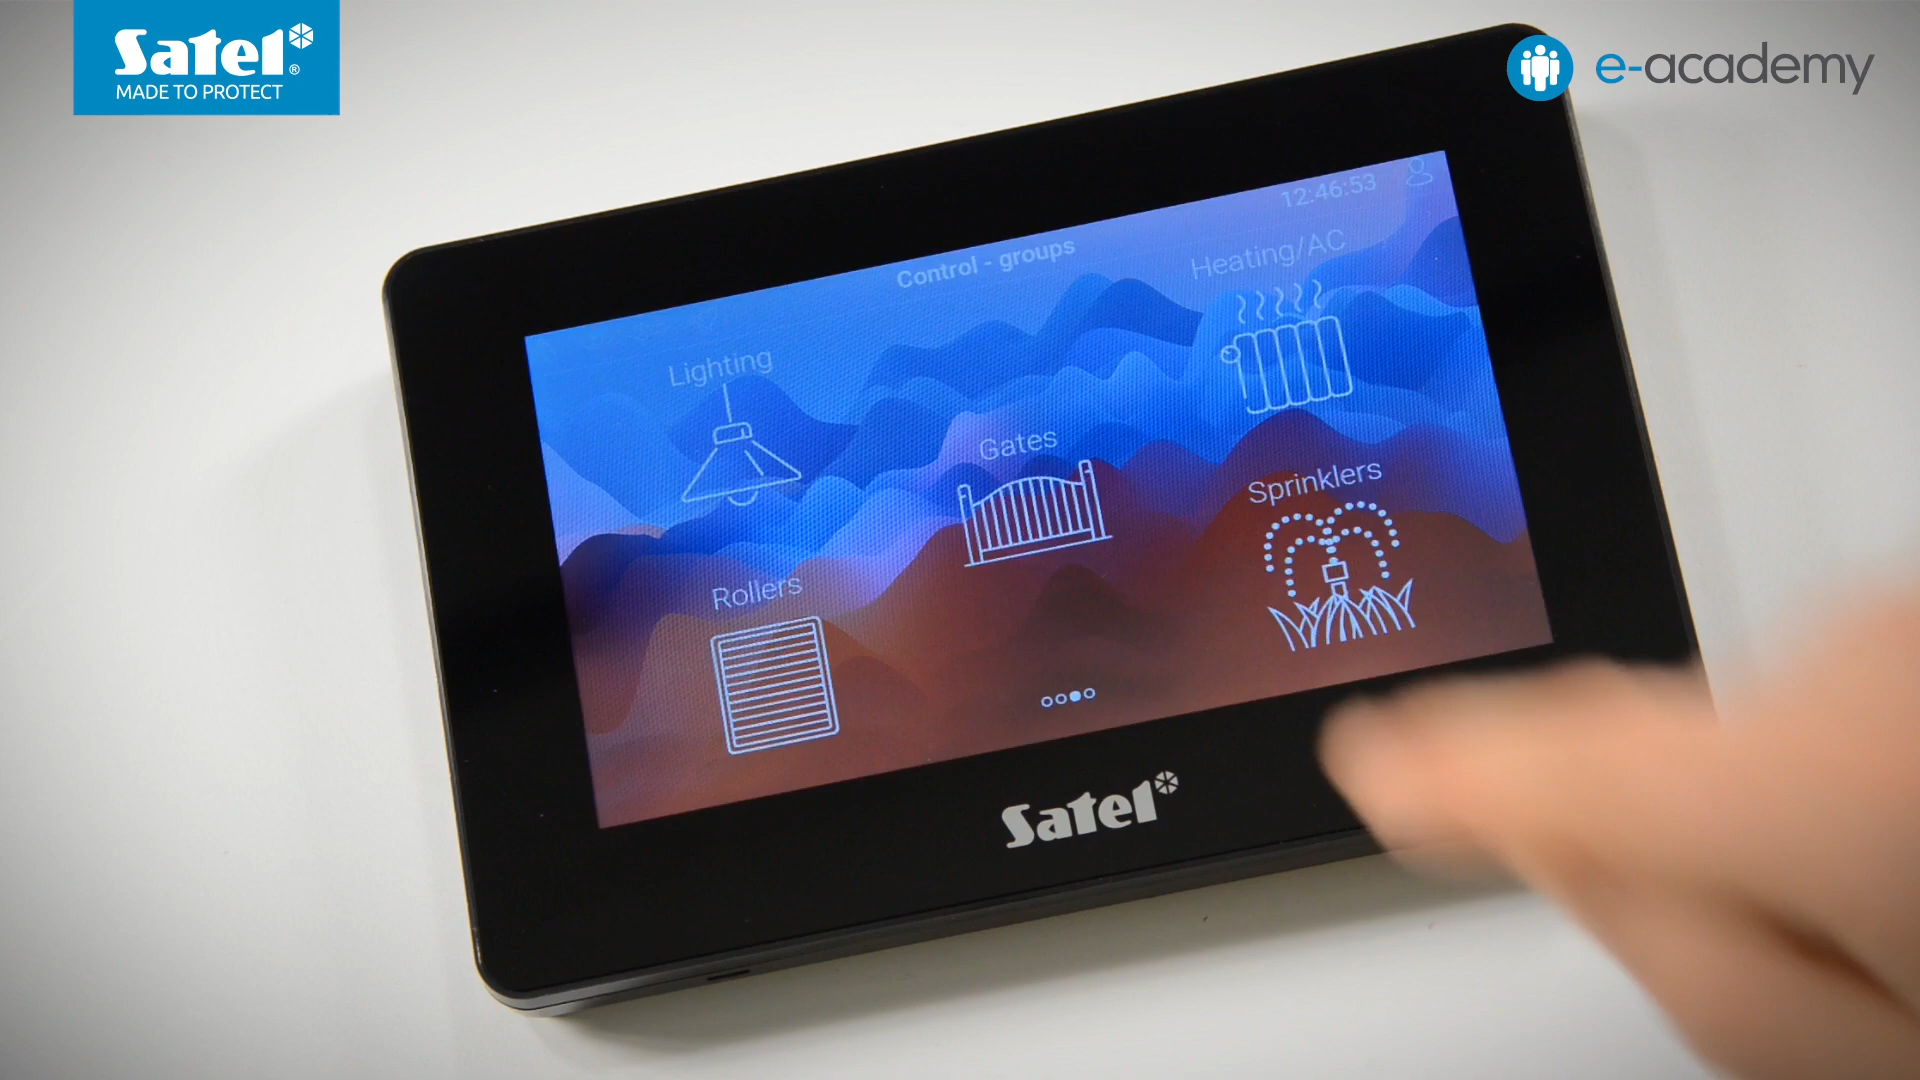 Satel®
MADE TO PROTECT
e-academy
12:46:53
Control - groups
Heating/AC
Lighting
Gates
Sprinklers
Rollers
Satel